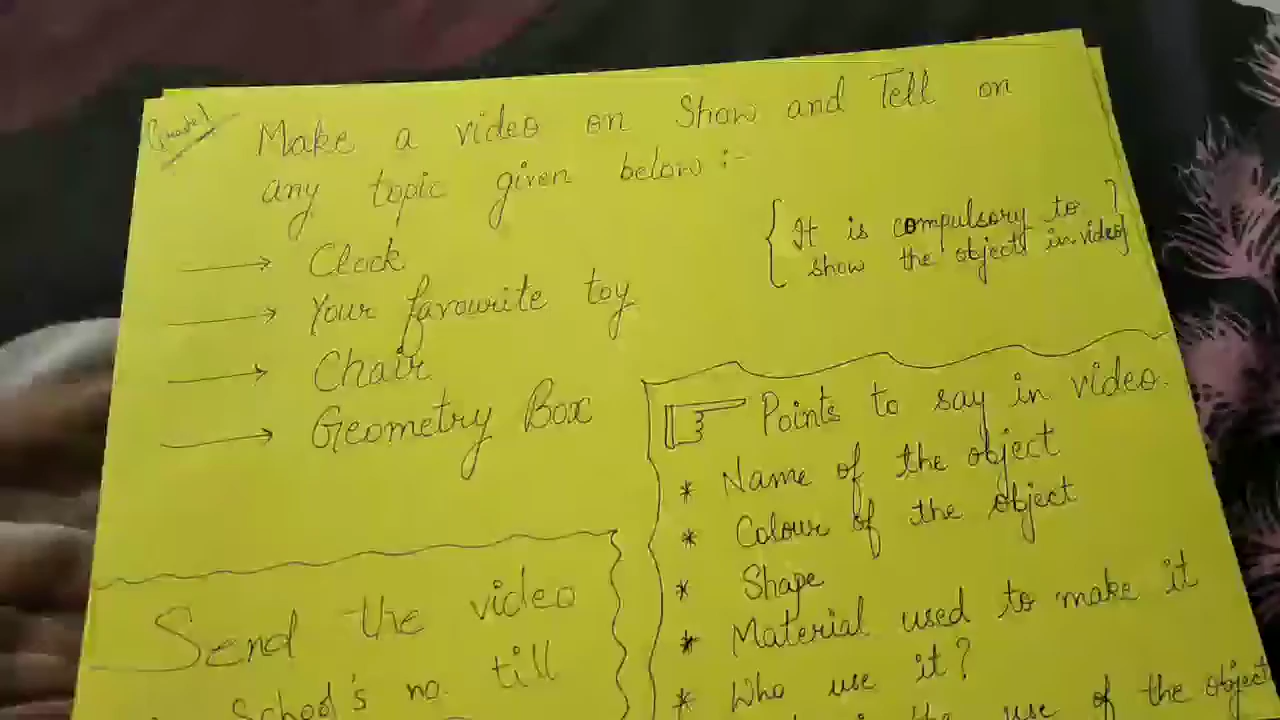 Make a video on Show and Tell on
any topic given below :-
{ It is compulsory to
show the objects in video}
→ Clock
→ Your favourite toy
→ Chair
→ Geometry Box
Points to say in video.
* Name of the object
* Colour of the object
* Shape
* Material used to make it
* Who use it?
use of the object
Send the video
School's no. till